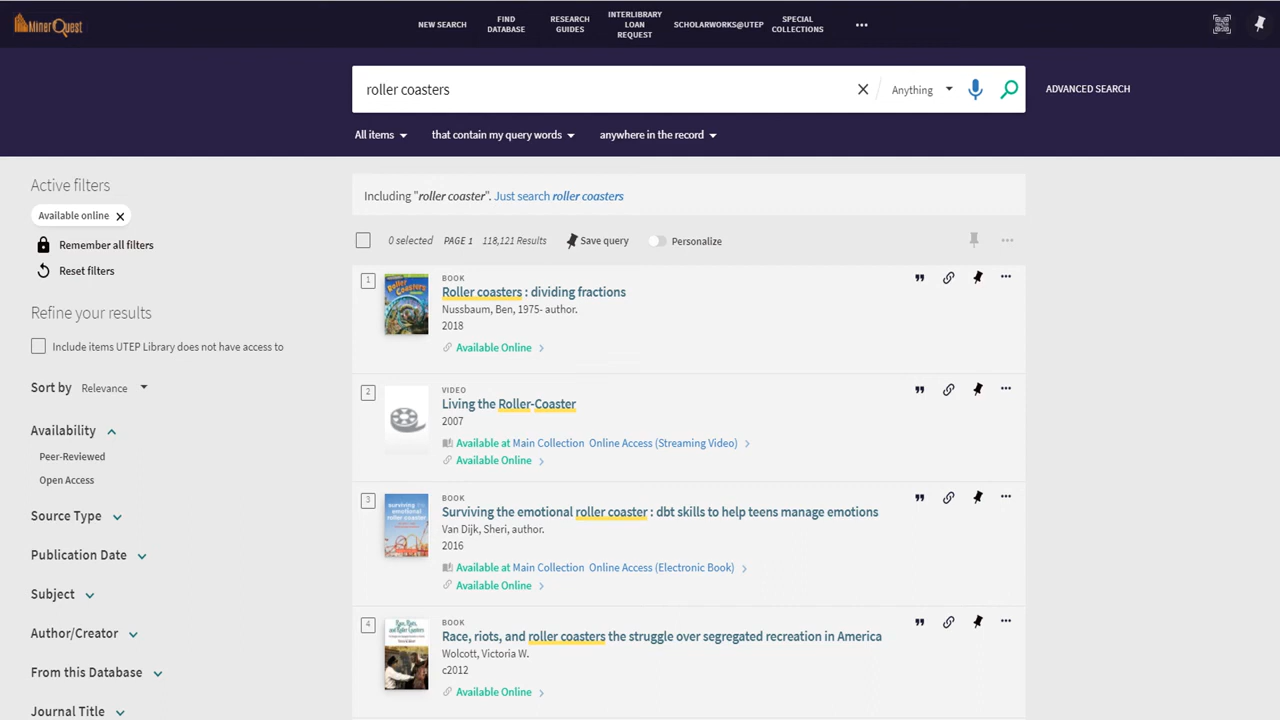 MinerQuest
NEW SEARCH
FIND
DATABASE
RESEARCH
GUIDES
INTERLIBRARY
LOAN
REQUEST
SCHOLARWORKS@UTEP
SPECIAL
COLLECTIONS
roller coasters
Anything
ADVANCED SEARCH
All items
that contain my query words
anywhere in the record
Active filters
Available online
Remember all filters
Reset filters
Refine your results
Include items UTEP Library does not have access to
Sort by Relevance
Availability
Peer-Reviewed
Open Access
Source Type
Publication Date
Subject
Author/Creator
From this Database
Journal Title
Including "roller coaster". Just search roller coasters
0 selected PAGE 1 118,121 Results Save query Personalize
1
BOOK
Roller coasters : dividing fractions
Nussbaum, Ben, 1975- author.
2018
Available Online
2
VIDEO
Living the Roller-Coaster
2007
Available at Main Collection Online Access (Streaming Video)
Available Online
3
BOOK
Surviving the emotional roller coaster : dbt skills to help teens manage emotions
Van Dijk, Sheri, author.
2016
Available at Main Collection Online Access (Electronic Book)
Available Online
4
BOOK
Race, riots, and roller coasters the struggle over segregated recreation in America
Wolcott, Victoria W.
c2012
Available Online